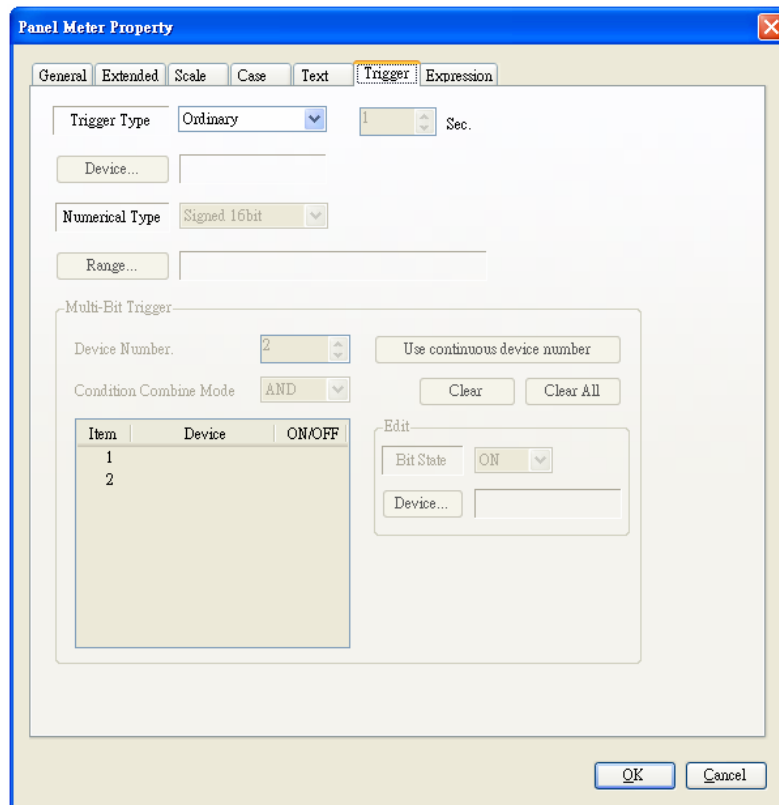 Panel Meter Property
General Extended Scale Case Text Trigger Expression
Trigger Type Ordinary 1 Sec.
Device...
Numerical Type Signed 16bit
Range...
Multi-Bit Trigger
Device Number. 2 Use continuous device number
Condition Combine Mode AND Clear Clear All
Item Device ON/OFF
1
2
Edit
Bit State ON
Device...
OK Cancel